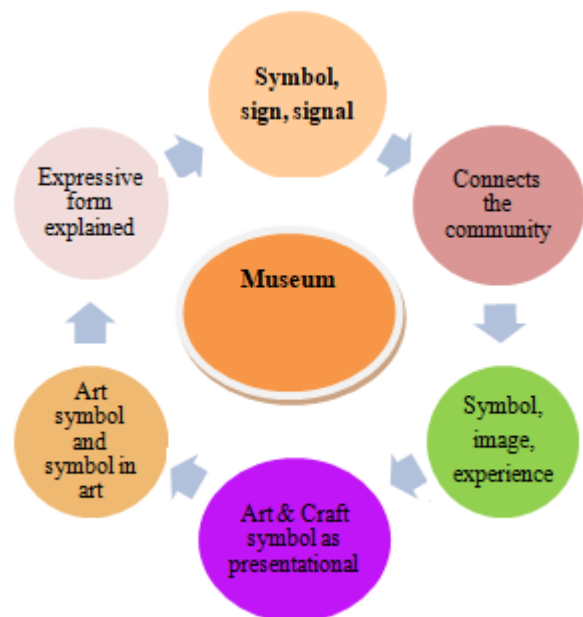 Symbol,
sign, signal
Connects
the
community
Symbol,
image,
experience
Art & Craft
symbol as
presentational
Art
symbol
and
symbol in
art
Expressive
form
explained
Museum